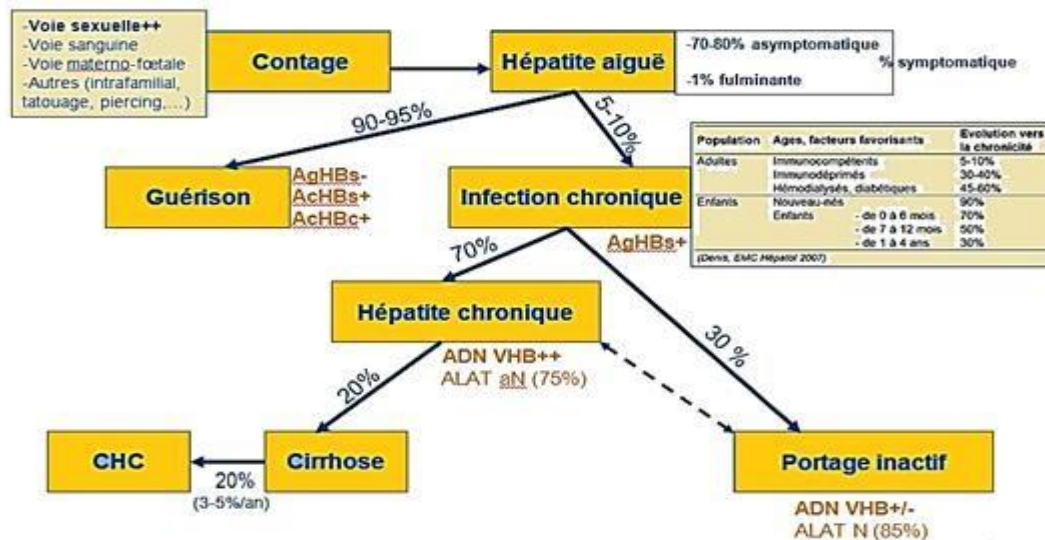 -Voie sexuelle++
-Voie sanguine
-Voie materno-fœtale
-Autres (intrafamilial,
tatouage, piercing,...)
Contage
Hépatite aiguë
-70-80% asymptomatique
% symptomatique
-1% fulminante
90-95%
5-10%
Guérison
AgHBs-
AcHBs+
AcHBc+
Infection chronique
AgHBs+
Population Ages, facteurs favorisants Evolution vers
la chronicité
Adultes Immunocompétents 5-10%
Immunodéprimés 30-40%
Hémodialysés, diabétiques 45-60%
Enfants Nouveau-nés 90%
Enfants - de 0 à 6 mois 70%
- de 7 à 12 mois 50%
- de 1 à 4 ans 30%
(Denis, EMC Hépatol 2007)
70%
30 %
Hépatite chronique
ADN VHB++
ALAT aN (75%)
20%
CHC
20%
(3-5%/an)
Cirrhose
Portage inactif
ADN VHB+/-
ALAT N (85%)